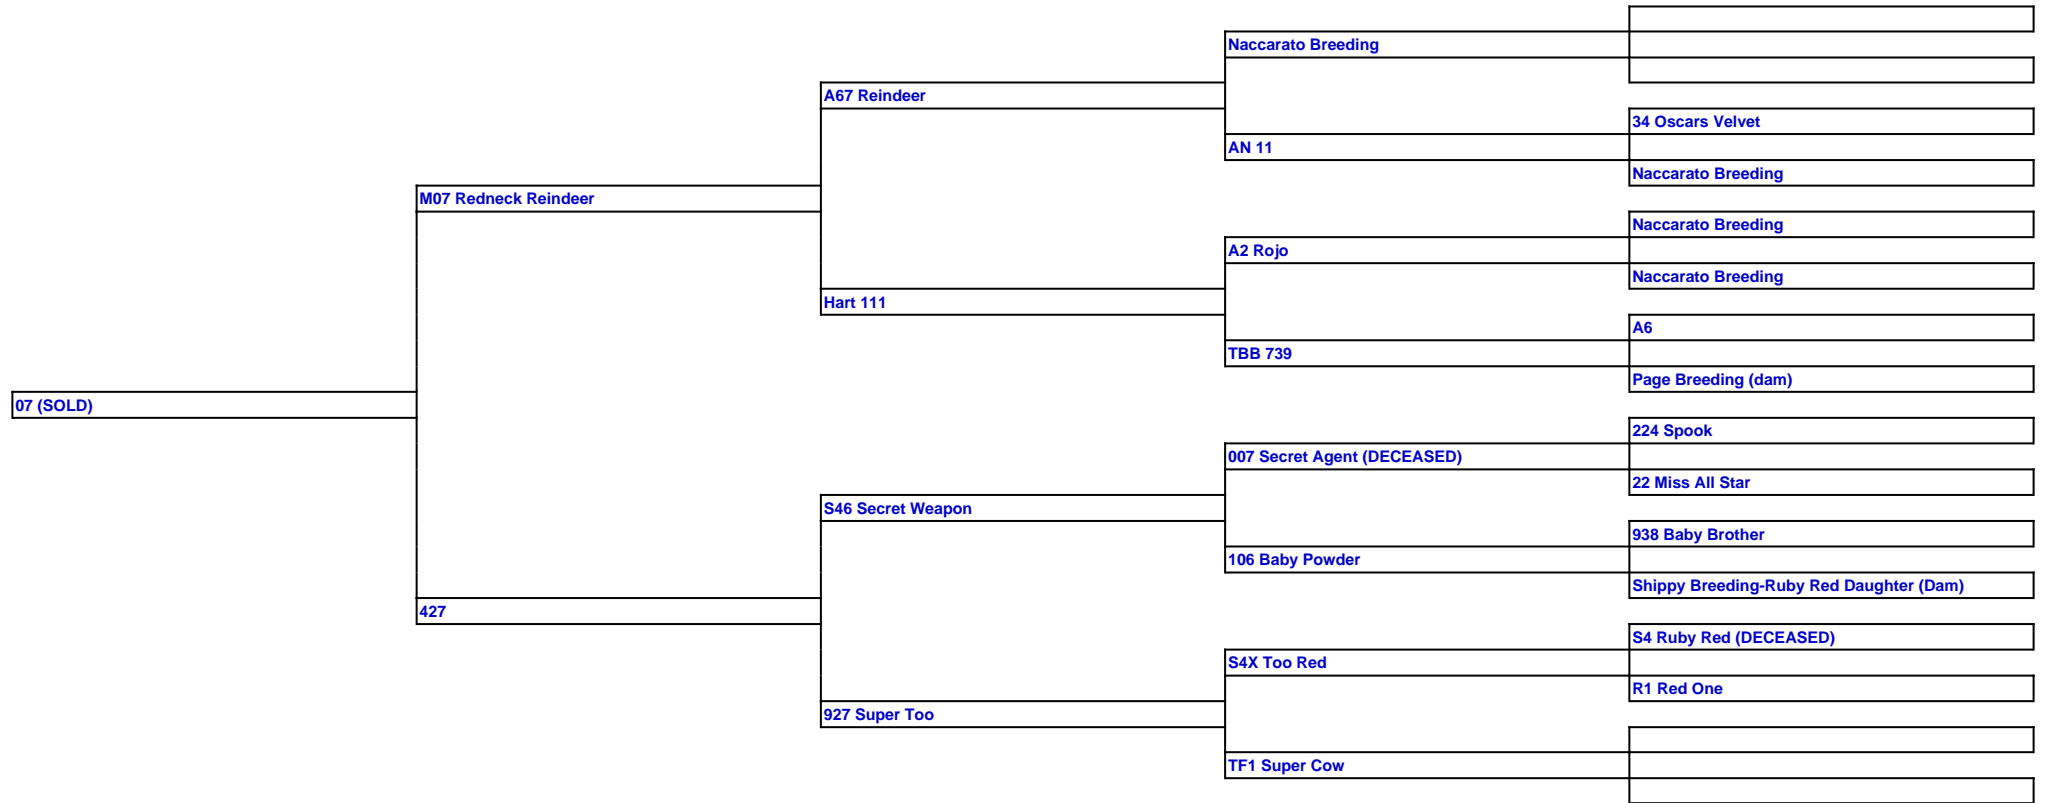 Naccarato Breeding
A67 Reindeer
34 Oscars Velvet
AN 11
Naccarato Breeding
M07 Redneck Reindeer
Naccarato Breeding
A2 Rojo
Naccarato Breeding
Hart 111
A6
TBB 739
Page Breeding (dam)
07 (SOLD)
224 Spook
007 Secret Agent (DECEASED)
22 Miss All Star
S46 Secret Weapon
938 Baby Brother
106 Baby Powder
Shippy Breeding-Ruby Red Daughter (Dam)
427
S4 Ruby Red (DECEASED)
S4X Too Red
R1 Red One
927 Super Too
TF1 Super Cow